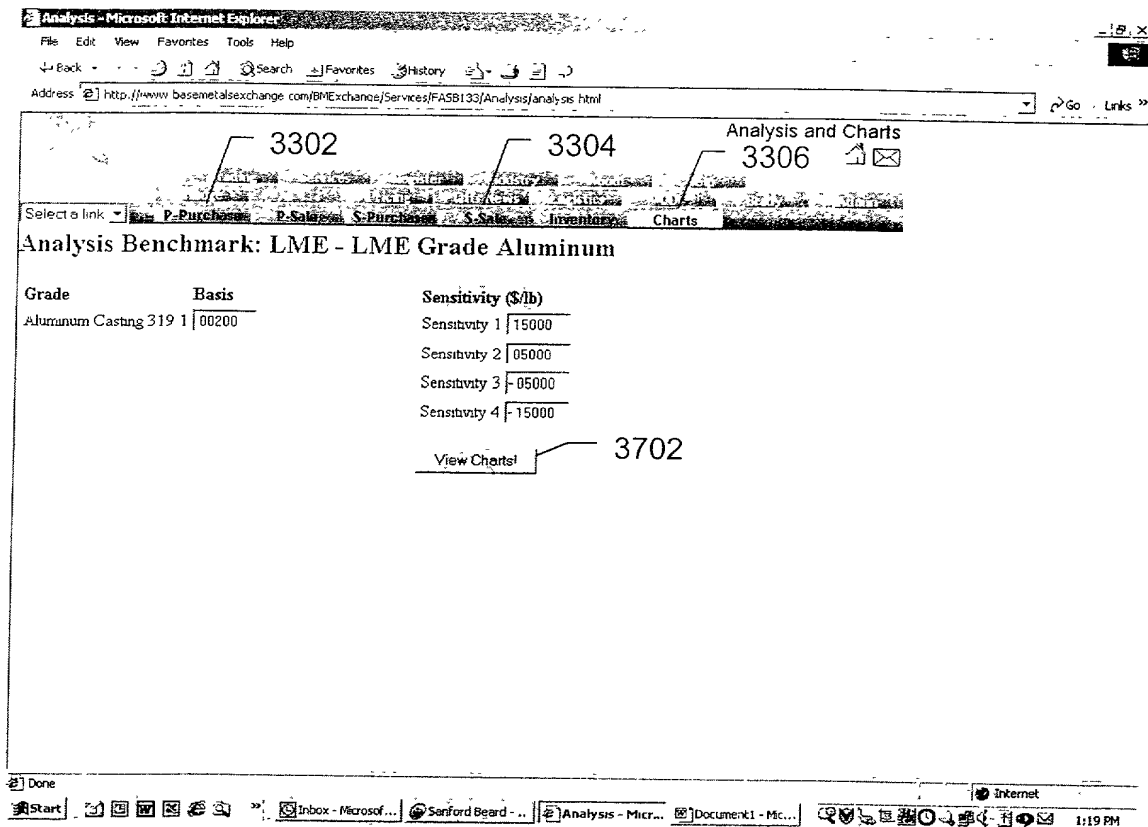 Analysis - Microsoft Internet Explorer
File Edit View Favorites Tools Help
Back Search Favorites History
Address http://www basemetalsexchange com/BMExchange/Services/FASB133/Analysis/analysis html Go Links »
Analysis and Charts
3302 3304 3306
Select a link P-Purchases P-Sales S-Purchases S-Sales Inventory Charts
Analysis Benchmark: LME - LME Grade Aluminum
Grade Basis Sensitivity ($/lb)
Aluminum Casting 319 1 00200 Sensitivity 1 15000
Sensitivity 2 05000
Sensitivity 3 - 05000
Sensitivity 4 - 15000
View Charts! 3702
Done Internet
Start » Inbox - Microsof... Sanford Beard - .. Analysis - Micr... Document1 - Mic... 1:19 PM